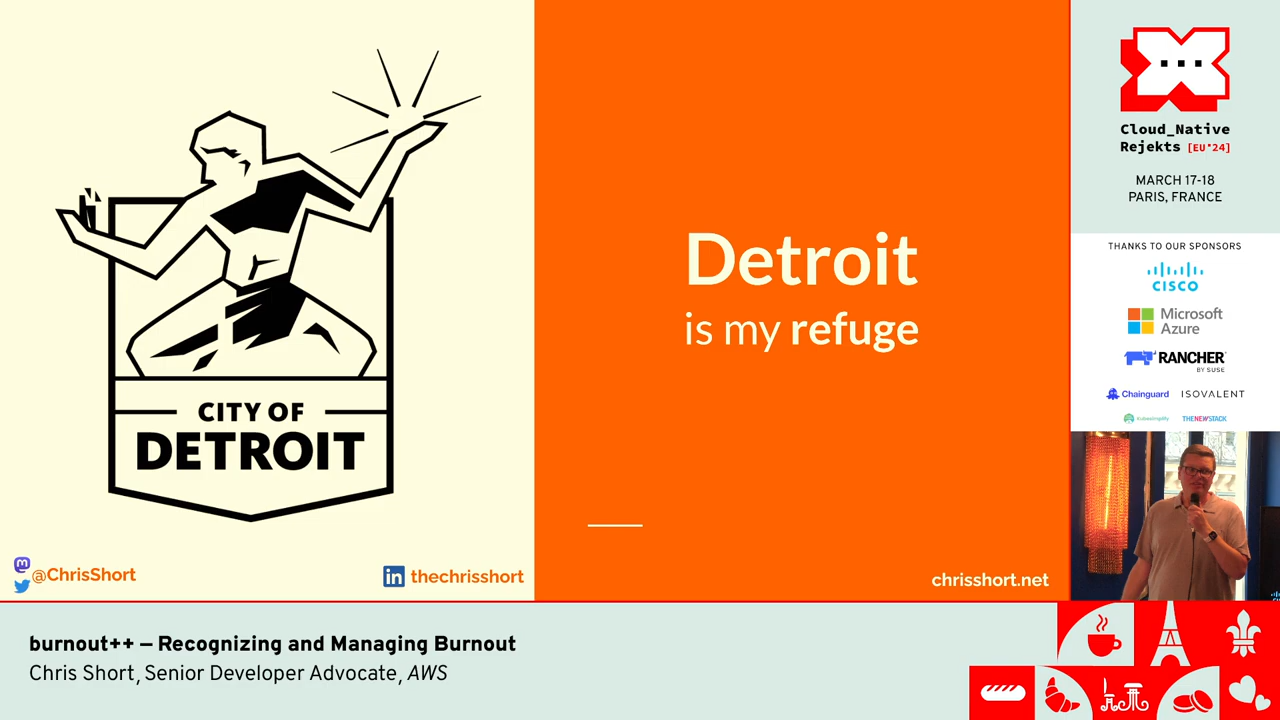 CITY OF
DETROIT
@ChrisShort
thechrisshort
Detroit
is my refuge
chrisshort.net
Cloud_Native
Rejekts [EU'24]
MARCH 17-18
PARIS, FRANCE
THANKS TO OUR SPONSORS
CISCO
Microsoft
Azure
RANCHER
BY SUSE
Chainguard
ISOVALENT
Kubesimplify
THENEWSTACK
burnout++ – Recognizing and Managing Burnout
Chris Short, Senior Developer Advocate, AWS